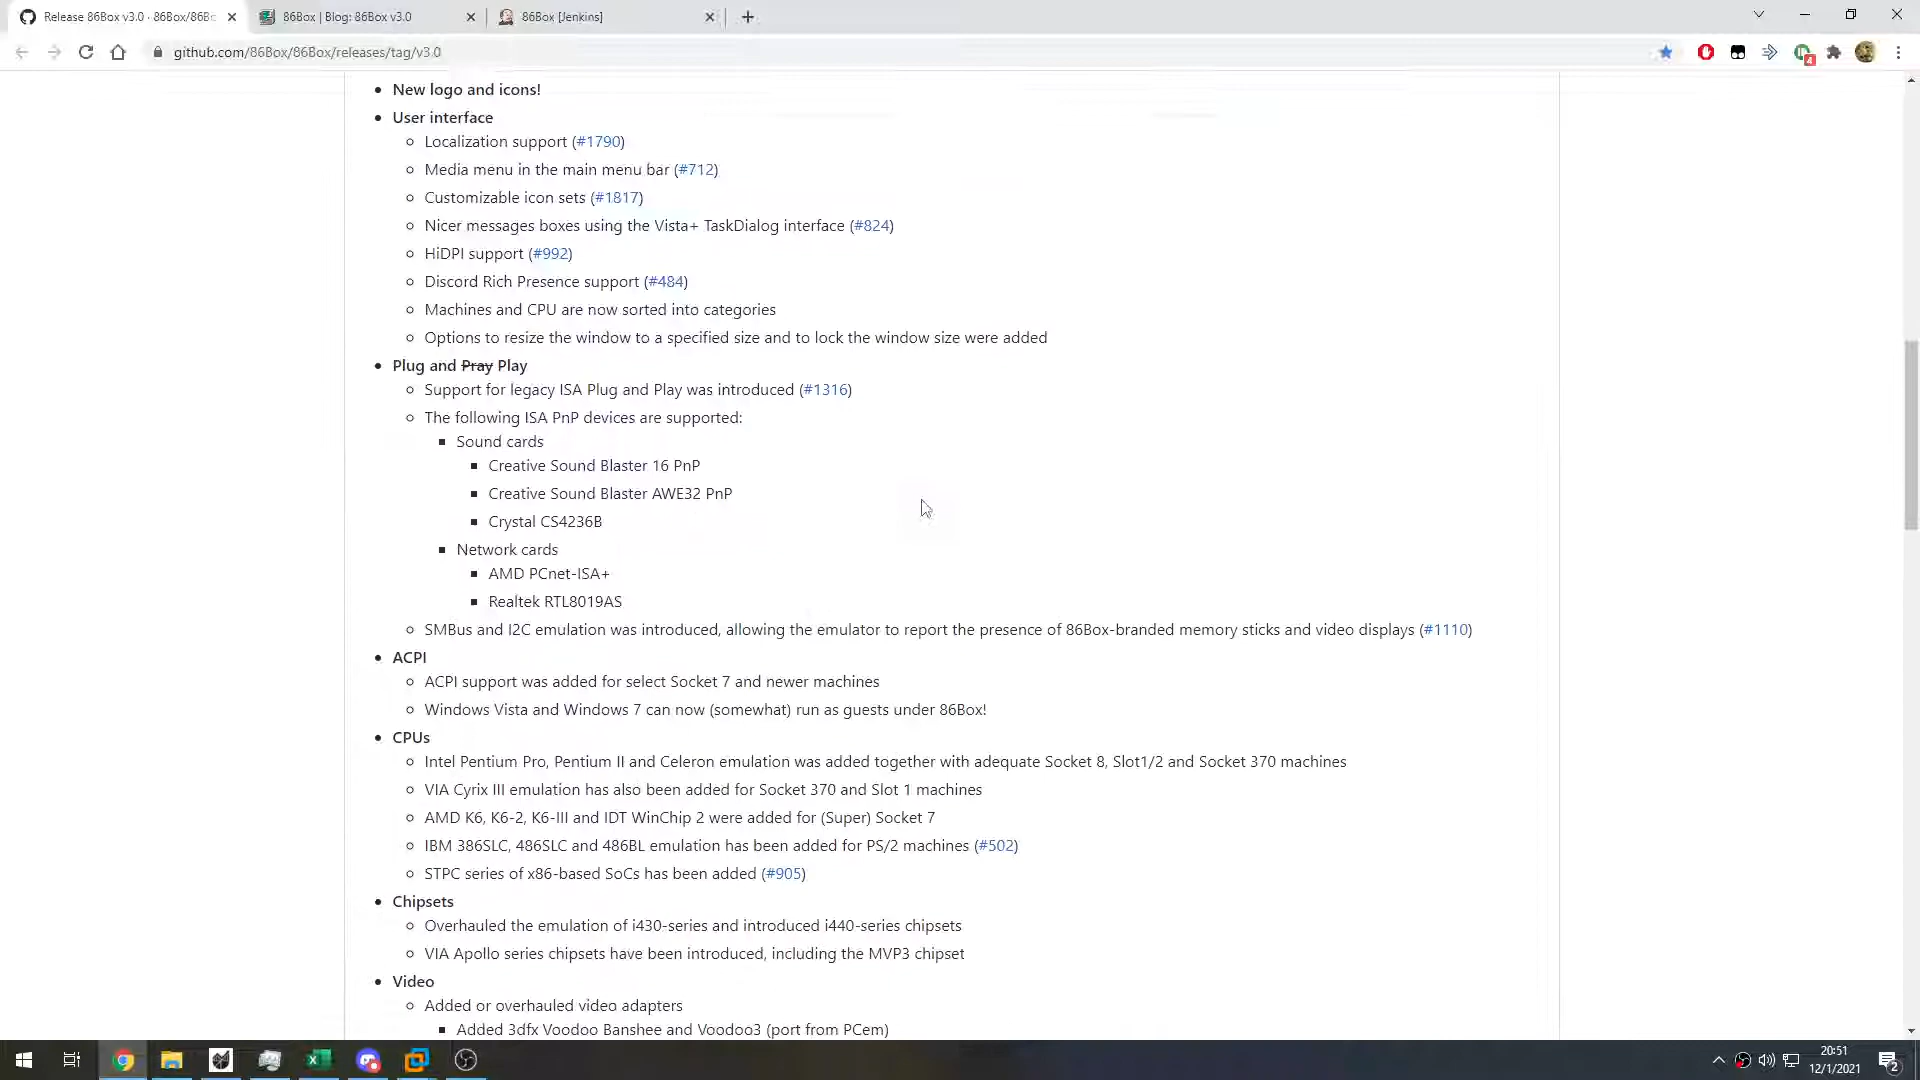 Release 86Box v3.0 · 86Box/86Bo
86Box | Blog: 86Box v3.0
86Box [Jenkins]
github.com/86Box/86Box/releases/tag/v3.0
4
New logo and icons!
User interface
Localization support (#1790)
Media menu in the main menu bar (#712)
Customizable icon sets (#1817)
Nicer messages boxes using the Vista+ TaskDialog interface (#824)
HiDPI support (#992)
Discord Rich Presence support (#484)
Machines and CPU are now sorted into categories
Options to resize the window to a specified size and to lock the window size were added
Plug and Pray Play
Support for legacy ISA Plug and Play was introduced (#1316)
The following ISA PnP devices are supported:
Sound cards
Creative Sound Blaster 16 PnP
Creative Sound Blaster AWE32 PnP
Crystal CS4236B
Network cards
AMD PCnet-ISA+
Realtek RTL8019AS
SMBus and I2C emulation was introduced, allowing the emulator to report the presence of 86Box-branded memory sticks and video displays (#1110)
ACPI
ACPI support was added for select Socket 7 and newer machines
Windows Vista and Windows 7 can now (somewhat) run as guests under 86Box!
CPUs
Intel Pentium Pro, Pentium II and Celeron emulation was added together with adequate Socket 8, Slot1/2 and Socket 370 machines
VIA Cyrix III emulation has also been added for Socket 370 and Slot 1 machines
AMD K6, K6-2, K6-III and IDT WinChip 2 were added for (Super) Socket 7
IBM 386SLC, 486SLC and 486BL emulation has been added for PS/2 machines (#502)
STPC series of x86-based SoCs has been added (#905)
Chipsets
Overhauled the emulation of i430-series and introduced i440-series chipsets
VIA Apollo series chipsets have been introduced, including the MVP3 chipset
Video
Added or overhauled video adapters
Added 3dfx Voodoo Banshee and Voodoo3 (port from PCem)
20:51
12/1/2021
2